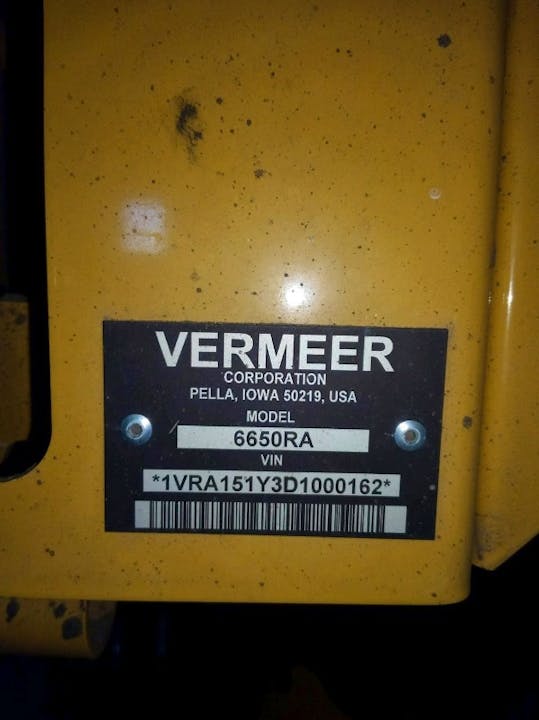 VERMEER
CORPORATION
PELLA, IOWA 50219, USA
MODEL
6650RA
VIN
*1VRA151Y3D1000162*